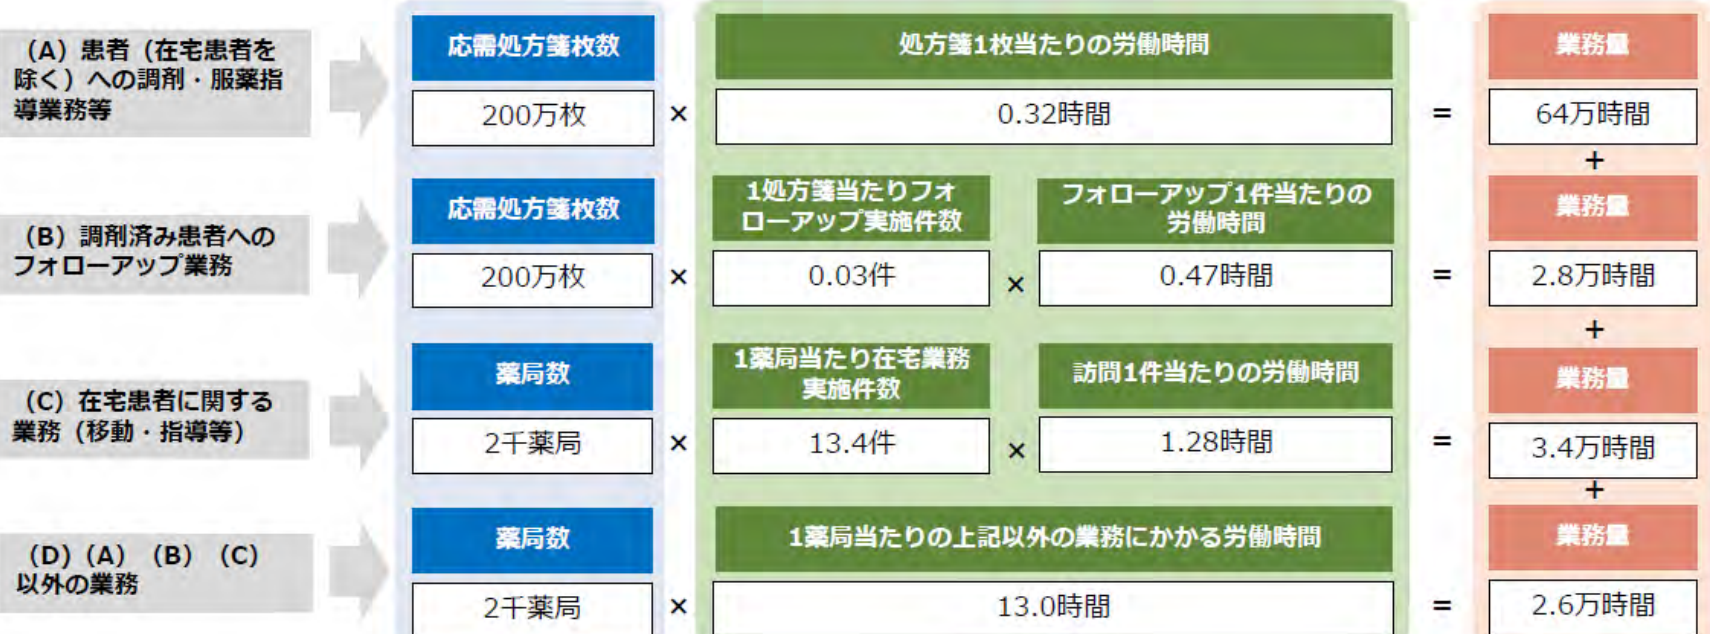 (A) 患者（在宅患者を
除く）への調剤・服薬指
導業務等
応需処方箋枚数
200万枚
×
処方箋1枚当たりの労働時間
0.32時間
=
業務量
64万時間
+
(B) 調剤済み患者への
フォローアップ業務
応需処方箋枚数
200万枚
×
1処方箋当たりフォ
ローアップ実施件数
0.03件
×
フォローアップ1件当たりの
労働時間
0.47時間
=
業務量
2.8万時間
+
(C) 在宅患者に関する
業務（移動・指導等）
薬局数
2千薬局
×
1薬局当たり在宅業務
実施件数
13.4件
×
訪問1件当たりの労働時間
1.28時間
=
業務量
3.4万時間
+
(D) (A) (B) (C)
以外の業務
薬局数
2千薬局
×
1薬局当たりの上記以外の業務にかかる労働時間
13.0時間
=
業務量
2.6万時間